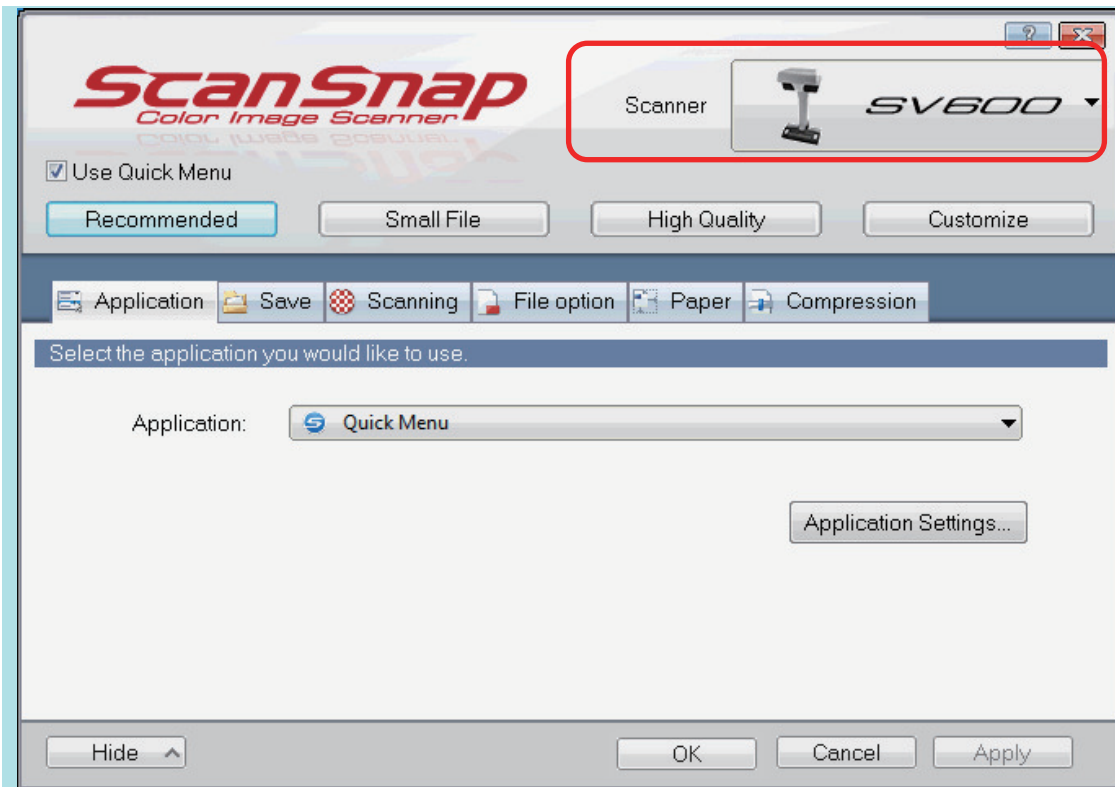 ScanSnap
Color Image Scanner
Scanner SV600
Use Quick Menu
Recommended Small File High Quality Customize
Application Save Scanning File option Paper Compression
Select the application you would like to use.
Application: Quick Menu
Application Settings...
Hide OK Cancel Apply